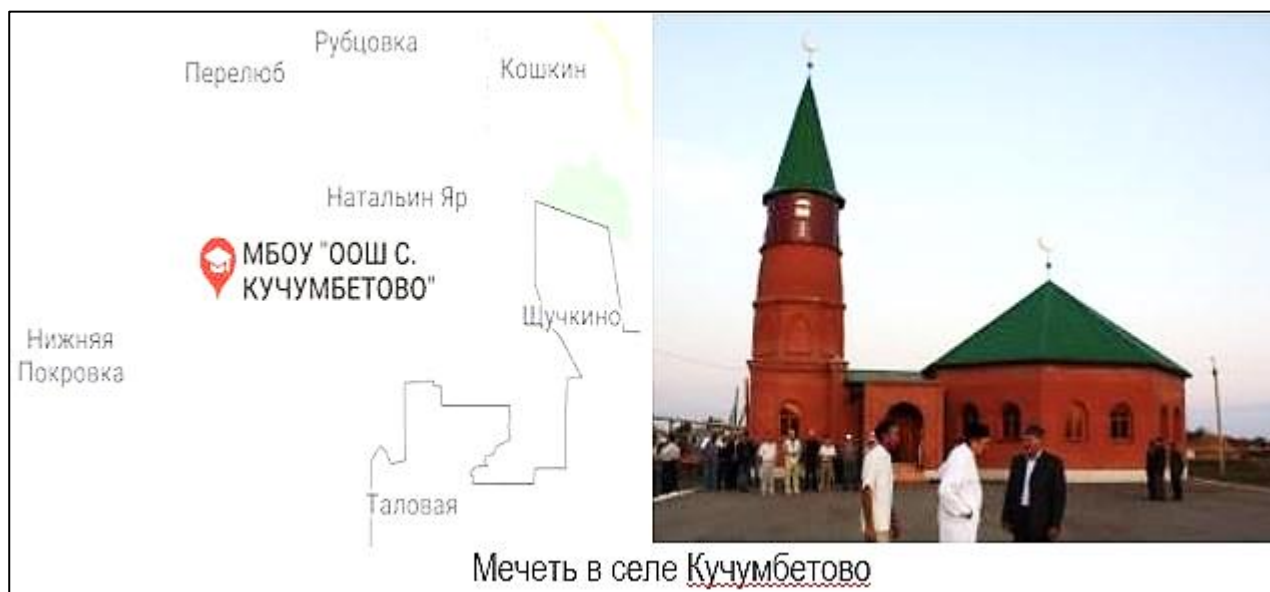 Рубцовка
Перелюб
Кошкин
Натальин Яр
МБОУ "ООШ С.
КУЧУМБЕТОВО"
Щучкино
Нижняя
Покровка
Таловая
Мечеть в селе Кучумбетово